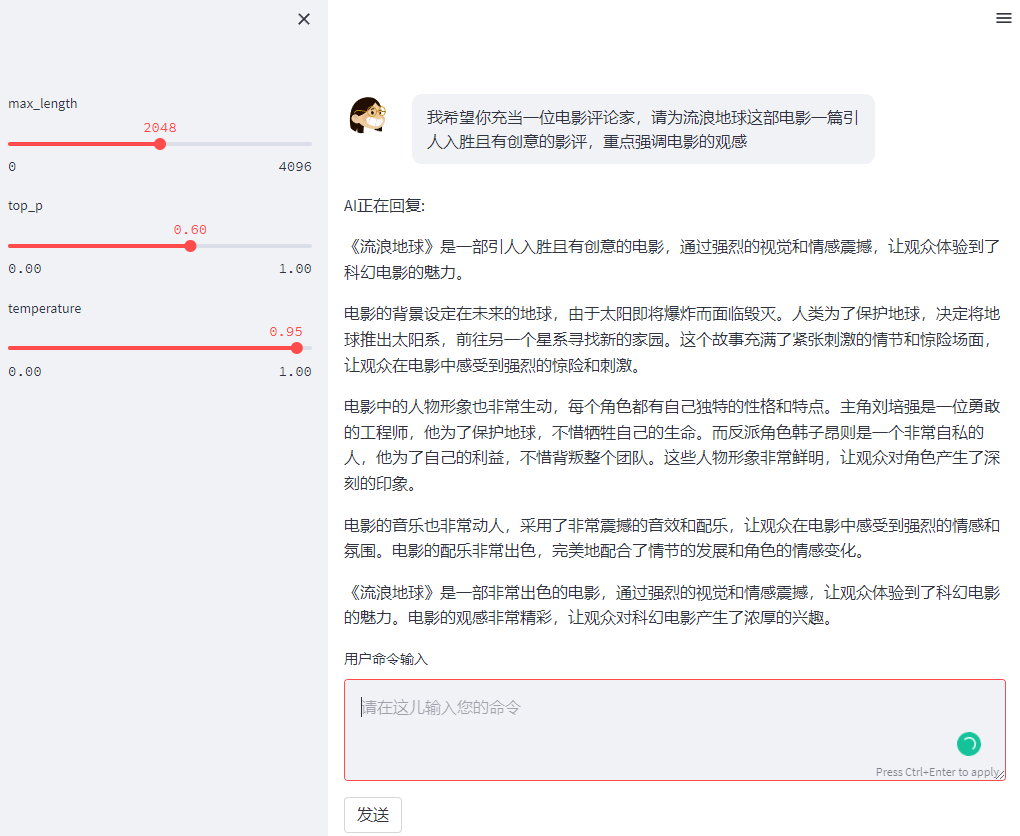 max_length
2048
0 4096
top_p
0.60
0.00 1.00
temperature
0.95
0.00 1.00
我希望你充当一位电影评论家，请为流浪地球这部电影一篇引
人入胜且有创意的影评，重点强调电影的观感
AI正在回复:
《流浪地球》是一部引人入胜且有创意的电影，通过强烈的视觉和情感震撼，让观众体验到了
科幻电影的魅力。
电影的背景设定在未来的地球，由于太阳即将爆炸而面临毁灭。人类为了保护地球，决定将地
球推出太阳系，前往另一个星系寻找新的家园。这个故事充满了紧张刺激的情节和惊险场面，
让观众在电影中感受到强烈的惊险和刺激。
电影中的人物形象也非常生动，每个角色都有自己独特的性格和特点。主角刘培强是一位勇敢
的工程师，他为了保护地球，不惜牺牲自己的生命。而反派角色韩子昂则是一个非常自私的
人，他为了自己的利益，不惜背叛整个团队。这些人物形象非常鲜明，让观众对角色产生了深
刻的印象。
电影的音乐也非常动人，采用了非常震撼的音效和配乐，让观众在电影中感受到强烈的情感和
氛围。电影的配乐非常出色，完美地配合了情节的发展和角色的情感变化。
《流浪地球》是一部非常出色的电影，通过强烈的视觉和情感震撼，让观众体验到了科幻电影
的魅力。电影的观感非常精彩，让观众对科幻电影产生了浓厚的兴趣。
用户命令输入
请在这儿输入您的命令
Press Ctrl+Enter to apply
发送